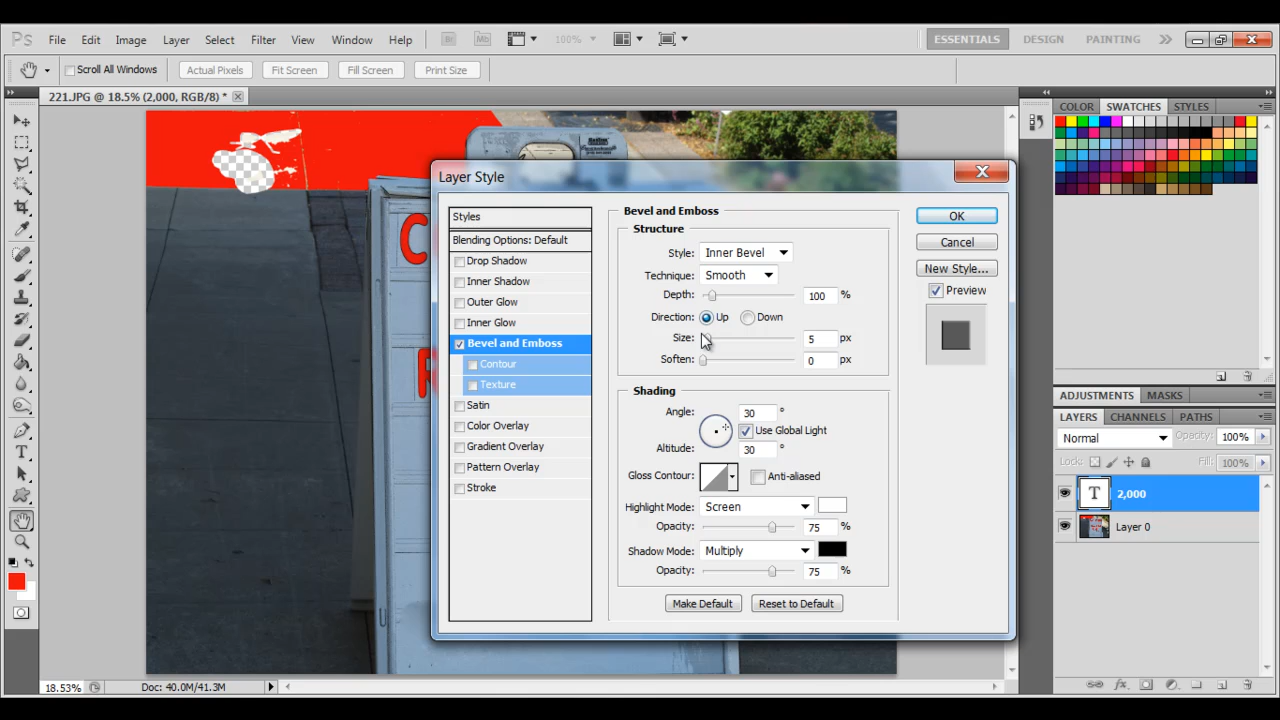 Ps File Edit Image Layer Select Filter View Window Help Br Mb 100% ESSENTIALS DESIGN PAINTING
Scroll All Windows Actual Pixels Fit Screen Fill Screen Print Size
221.JPG @ 18.5% (2,000, RGB/8) *
Layer Style
Styles
Blending Options: Default
Drop Shadow
Inner Shadow
Outer Glow
Inner Glow
Bevel and Emboss
Contour
Texture
Satin
Color Overlay
Gradient Overlay
Pattern Overlay
Stroke
Bevel and Emboss
Structure
Style: Inner Bevel
Technique: Smooth
Depth: 100 %
Direction: Up Down
Size: 5 px
Soften: 0 px
Shading
Angle: 30 °
Use Global Light
Altitude: 30 °
Gloss Contour: Anti-aliased
Highlight Mode: Screen
Opacity: 75 %
Shadow Mode: Multiply
Opacity: 75 %
Make Default Reset to Default
OK
Cancel
New Style...
Preview
COLOR SWATCHES STYLES
ADJUSTMENTS MASKS
LAYERS CHANNELS PATHS
Normal Opacity: 100%
Lock: Fill: 100%
T 2,000
Layer 0
C
R
18.53% Doc: 40.0M/41.3M